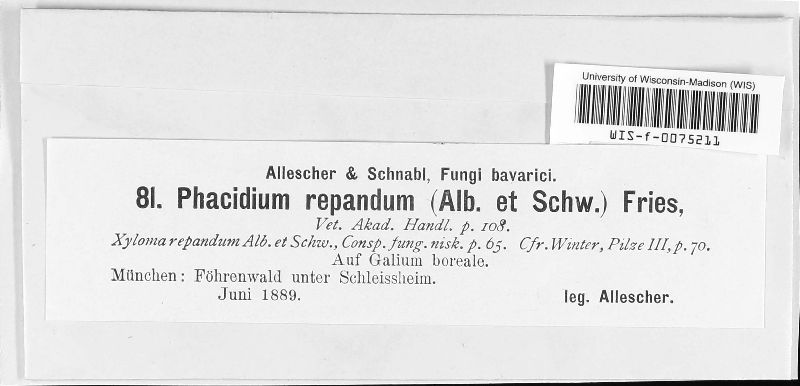 University of Wisconsin-Madison (WIS)
WIS-f-0075211
Allescher & Schnabl, Fungi bavarici.
81. Phacidium repandum (Alb. et Schw.) Fries,
Vet. Akad. Handl. p. 108.
Xyloma repandum Alb. et Schw., Consp. fung. nisk. p. 65. Cfr. Winter, Pilze III, p. 70.
Auf Galium boreale.
München: Föhrenwald unter Schleissheim.
Juni 1889. leg. Allescher.